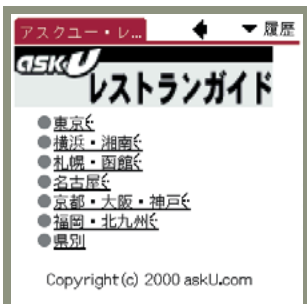 アスクユー・レ... ▼ 履歴
askU
レストランガイド
東京
横浜・湘南
札幌・函館
名古屋
京都・大阪・神戸
福岡・北九州
県別
Copyright(c) 2000 askU.com